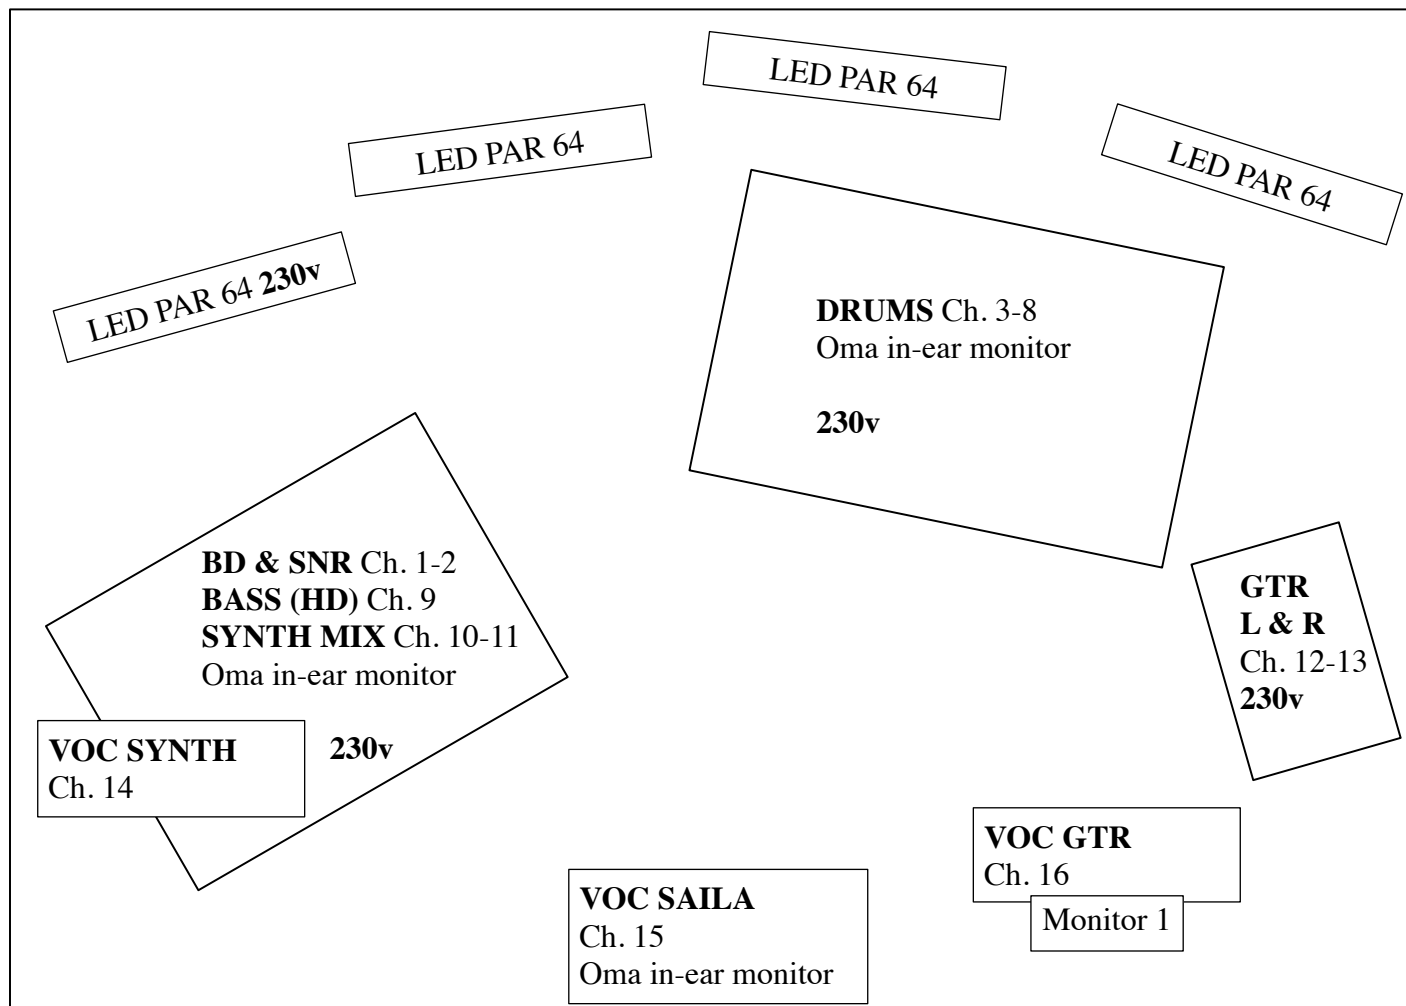 LED PAR 64
LED PAR 64
LED PAR 64
LED PAR 64 230v
DRUMS Ch. 3-8
Oma in-ear monitor
230v
BD & SNR Ch. 1-2
BASS (HD) Ch. 9
SYNTH MIX Ch. 10-11
Oma in-ear monitor
230v
GTR
L & R
Ch. 12-13
230v
VOC SYNTH
Ch. 14
VOC SAILA
Ch. 15
Oma in-ear monitor
VOC GTR
Ch. 16
Monitor 1